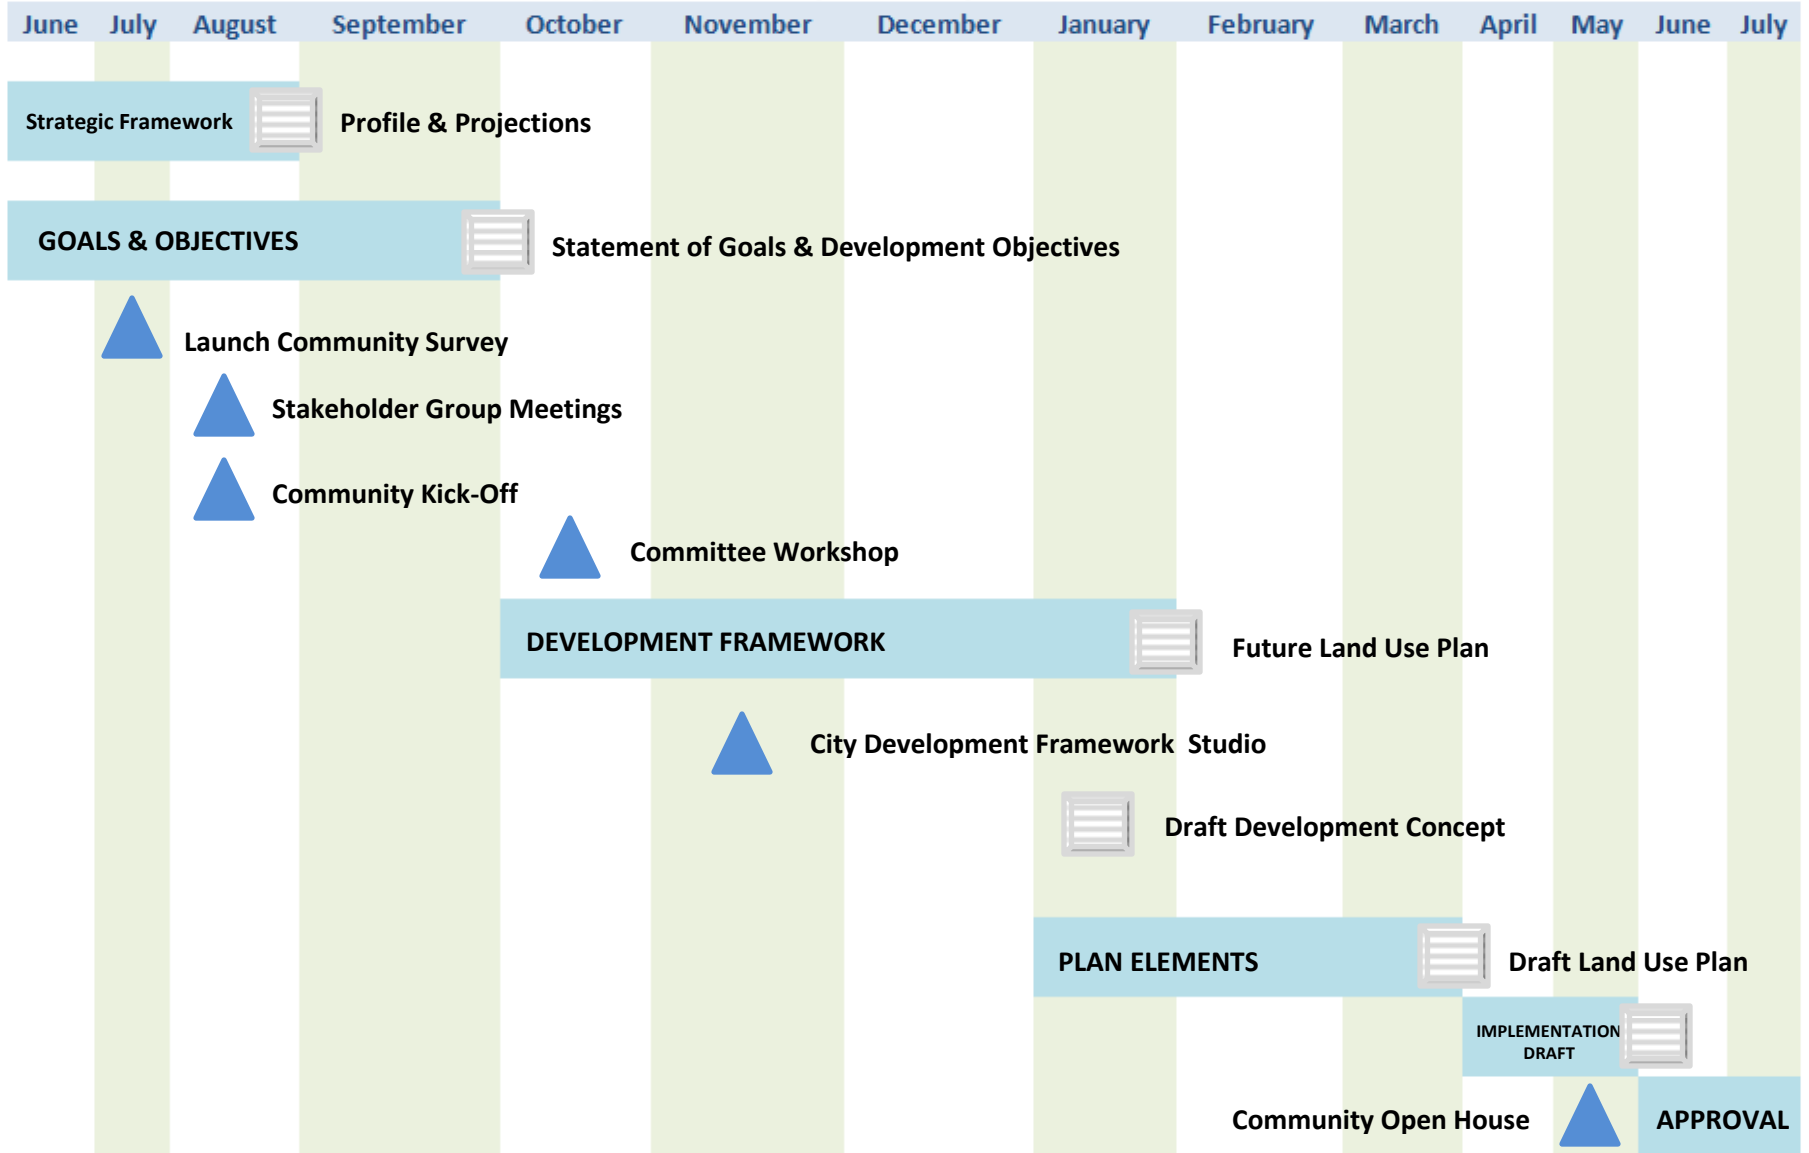 June July August September October November December January February March April May June July
Strategic Framework
Profile & Projections
GOALS & OBJECTIVES
Statement of Goals & Development Objectives
Launch Community Survey
Stakeholder Group Meetings
Community Kick-Off
Committee Workshop
DEVELOPMENT FRAMEWORK
Future Land Use Plan
City Development Framework Studio
Draft Development Concept
PLAN ELEMENTS
Draft Land Use Plan
IMPLEMENTATION
DRAFT
Community Open House
APPROVAL